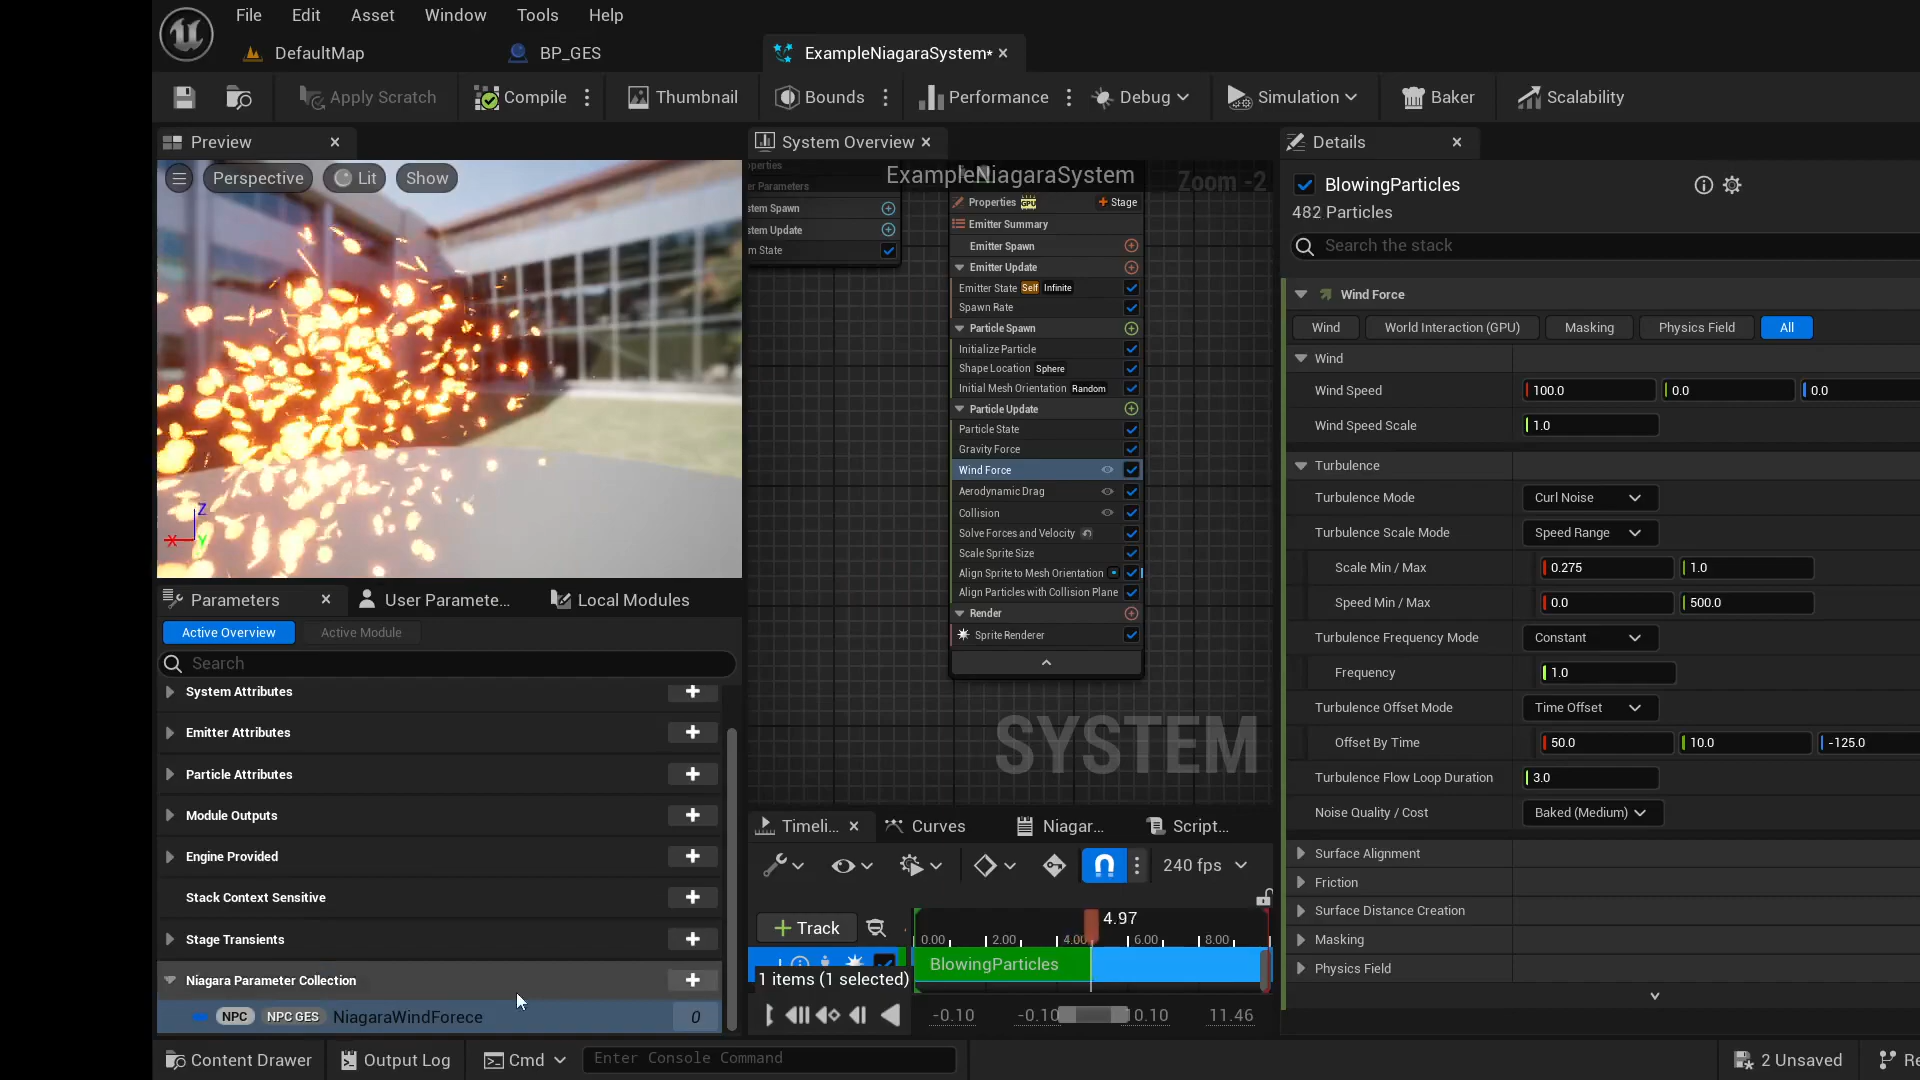 File Edit Asset Window Tools Help
DefaultMap BP_GES ExampleNiagaraSystem*
Apply Scratch Compile Thumbnail Bounds Performance Debug Simulation Baker Scalability
Preview
Perspective Lit Show
Z
X Y
Parameters User Paramete... Local Modules
Active Overview Active Module
Search
System Attributes
Emitter Attributes
Particle Attributes
Module Outputs
Engine Provided
Stack Context Sensitive
Stage Transients
Niagara Parameter Collection
NPC NPC GES NiagaraWindForece 0
System Overview
ExampleNiagaraSystem
Zoom -2
operties
er Parameters
stem Spawn
stem Update
m State
Properties GPU + Stage
Emitter Summary
Emitter Spawn
Emitter Update
Emitter State Self Infinite
Spawn Rate
Particle Spawn
Initialize Particle
Shape Location Sphere
Initial Mesh Orientation Random
Particle Update
Particle State
Gravity Force
Wind Force
Aerodynamic Drag
Collision
Solve Forces and Velocity
Scale Sprite Size
Align Sprite to Mesh Orientation
Align Particles with Collision Plane
Render
Sprite Renderer
SYSTEM
Timeli... Curves Niagar... Script...
240 fps
+ Track
4.97
0.00 2.00 4.00 6.00 8.00
BlowingParticles
1 items (1 selected)
-0.10 -0.10 10.10 11.46
Details
BlowingParticles
482 Particles
Search the stack
Wind Force
Wind World Interaction (GPU) Masking Physics Field All
Wind
Wind Speed 100.0 0.0 0.0
Wind Speed Scale 1.0
Turbulence
Turbulence Mode Curl Noise
Turbulence Scale Mode Speed Range
Scale Min / Max 0.275 1.0
Speed Min / Max 0.0 500.0
Turbulence Frequency Mode Constant
Frequency 1.0
Turbulence Offset Mode Time Offset
Offset By Time 50.0 10.0 -125.0
Turbulence Flow Loop Duration 3.0
Noise Quality / Cost Baked (Medium)
Surface Alignment
Friction
Surface Distance Creation
Masking
Physics Field
Content Drawer Output Log Cmd Enter Console Command 2 Unsaved Re